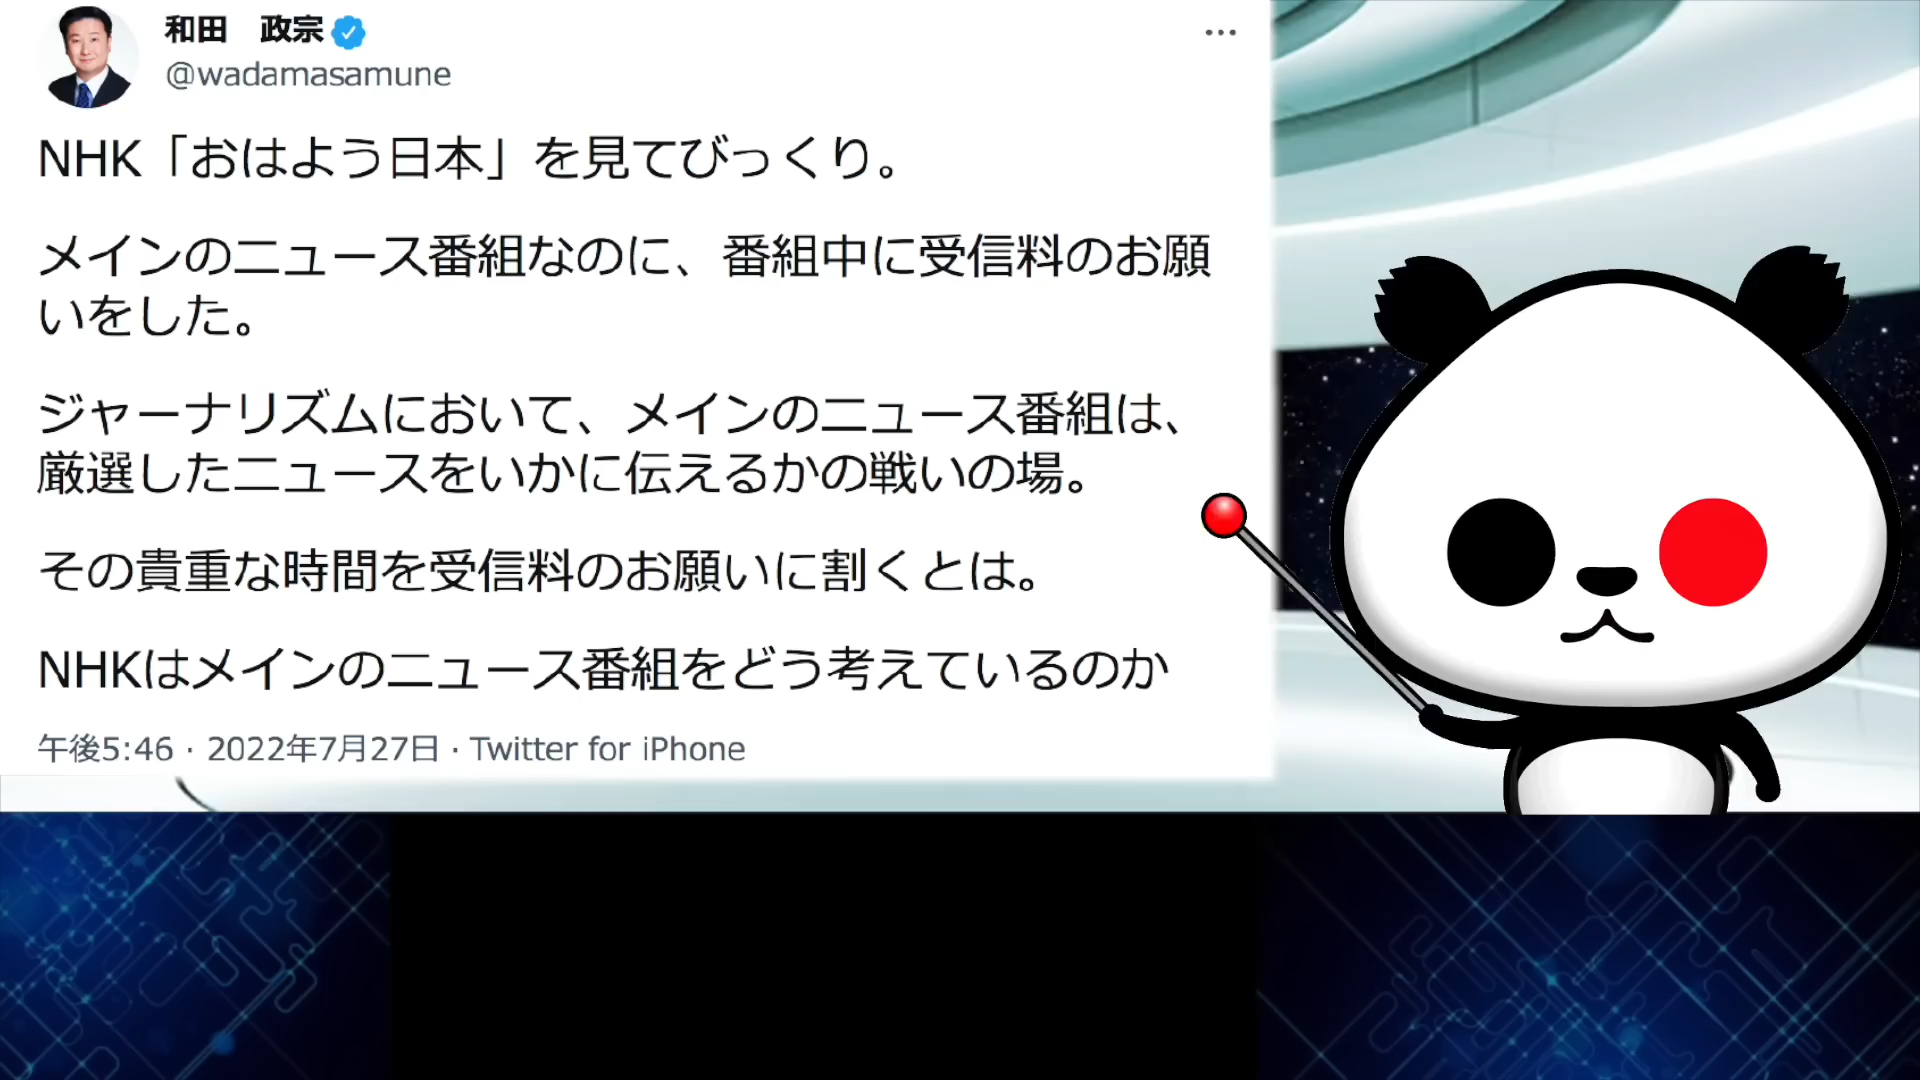 和田　政宗
@wadamasamune
NHK「おはよう日本」を見てびっくり。
メインのニュース番組なのに、番組中に受信料のお願
いをした。
ジャーナリズムにおいて、メインのニュース番組は、
厳選したニュースをいかに伝えるかの戦いの場。
その貴重な時間を受信料のお願いに割くとは。
NHKはメインのニュース番組をどう考えているのか
午後5:46 · 2022年7月27日 · Twitter for iPhone